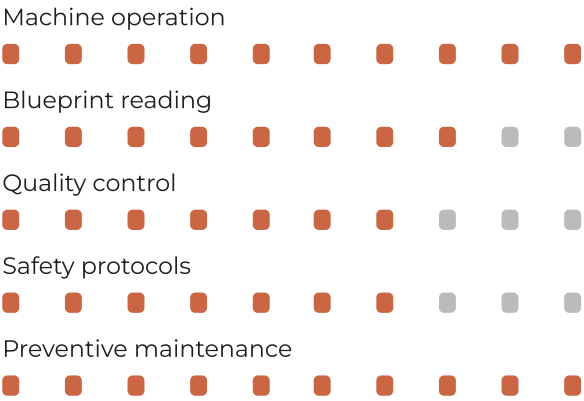 Machine operation
Blueprint reading
Quality control
Safety protocols
Preventive maintenance